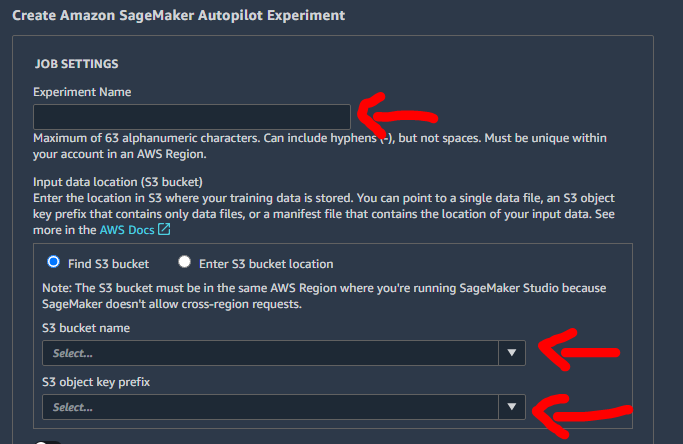 Create Amazon SageMaker Autopilot Experiment
JOB SETTINGS
Experiment Name
Maximum of 63 alphanumeric characters. Can include hyphens (-), but not spaces. Must be unique within
your account in an AWS Region.
Input data location (S3 bucket)
Enter the location in S3 where your training data is stored. You can point to a single data file, an S3 object
key prefix that contains only data files, or a manifest file that contains the location of your input data. See
more in the AWS Docs
Find S3 bucket Enter S3 bucket location
Note: The S3 bucket must be in the same AWS Region where you're running SageMaker Studio because
SageMaker doesn't allow cross-region requests.
S3 bucket name
Select...
S3 object key prefix
Select...